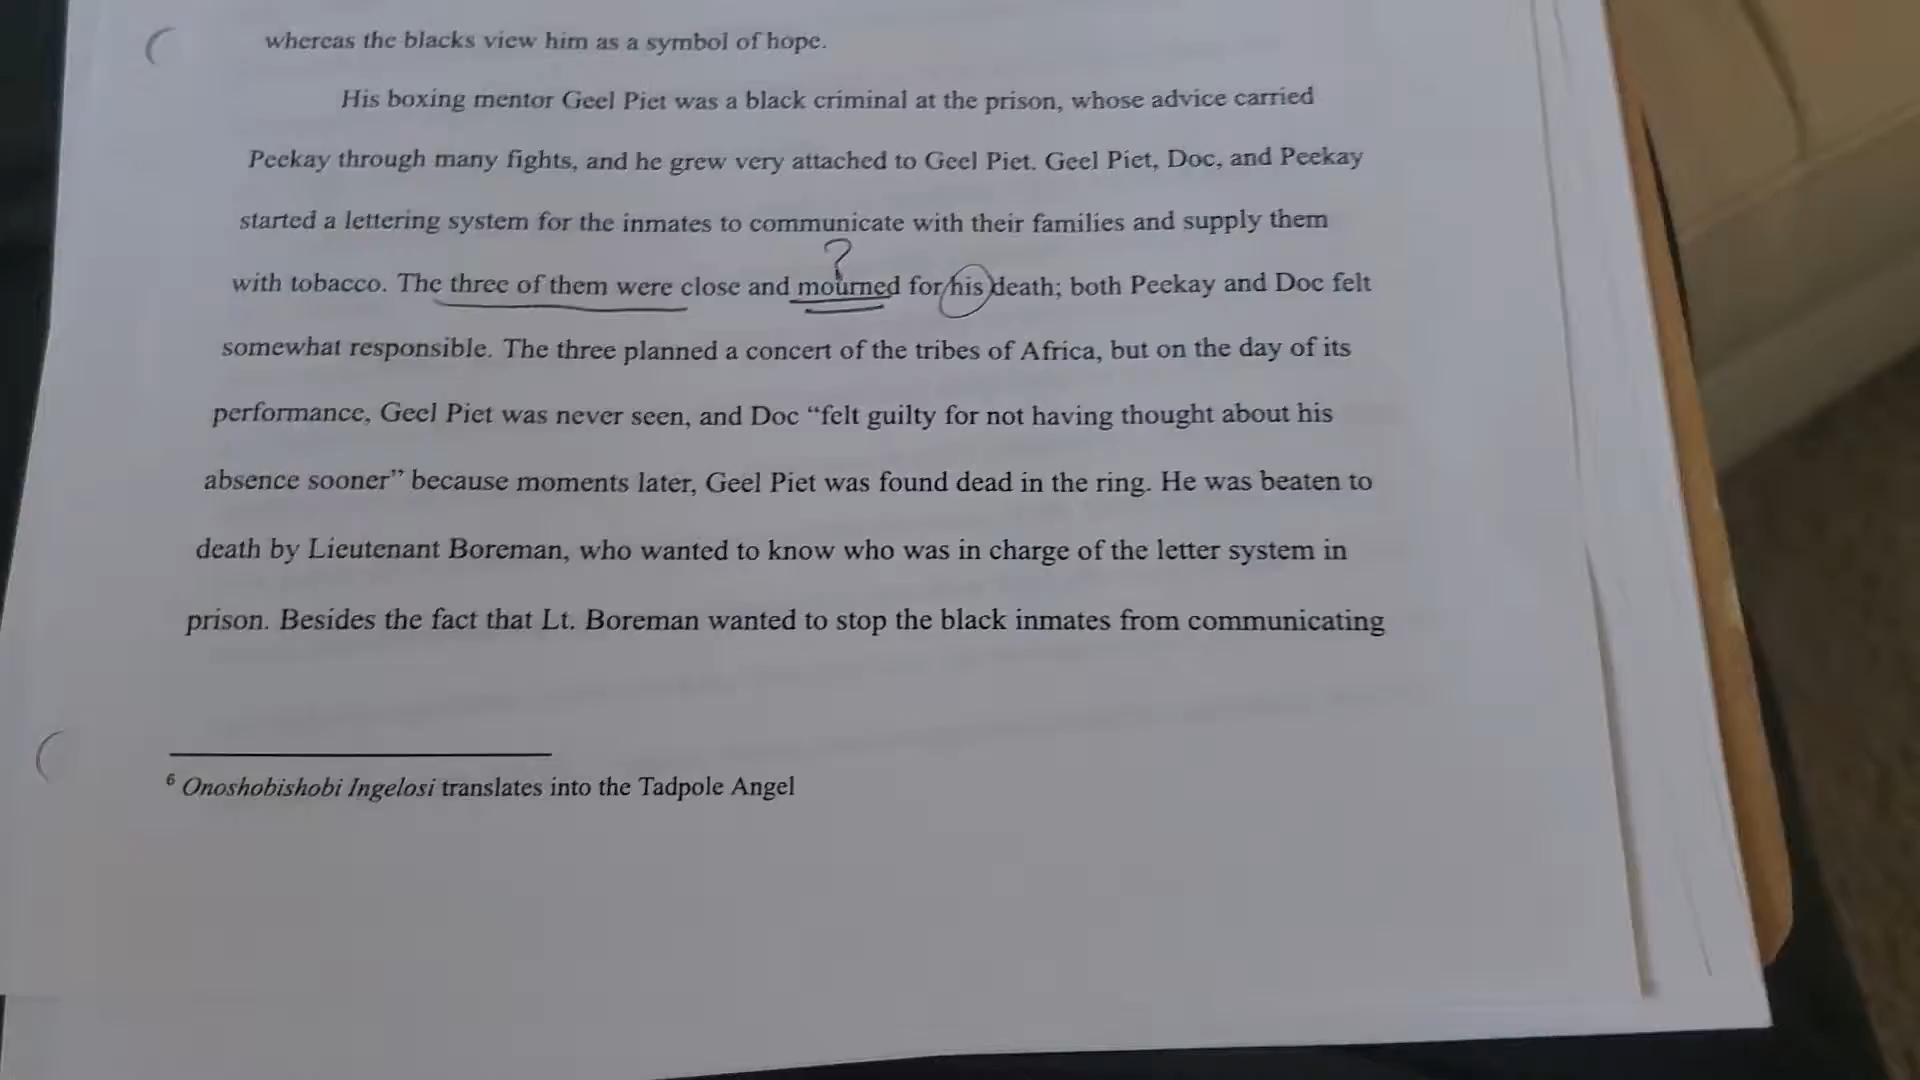 whereas the blacks view him as a symbol of hope.
His boxing mentor Geel Piet was a black criminal at the prison, whose advice carried
Peekay through many fights, and he grew very attached to Geel Piet. Geel Piet, Doc, and Peekay
started a lettering system for the inmates to communicate with their families and supply them
?
with tobacco. The three of them were close and mourned for his death; both Peekay and Doc felt
somewhat responsible. The three planned a concert of the tribes of Africa, but on the day of its
performance, Geel Piet was never seen, and Doc “felt guilty for not having thought about his
absence sooner” because moments later, Geel Piet was found dead in the ring. He was beaten to
death by Lieutenant Boreman, who wanted to know who was in charge of the letter system in
prison. Besides the fact that Lt. Boreman wanted to stop the black inmates from communicating
6 Onoshobishobi Ingelosi translates into the Tadpole Angel